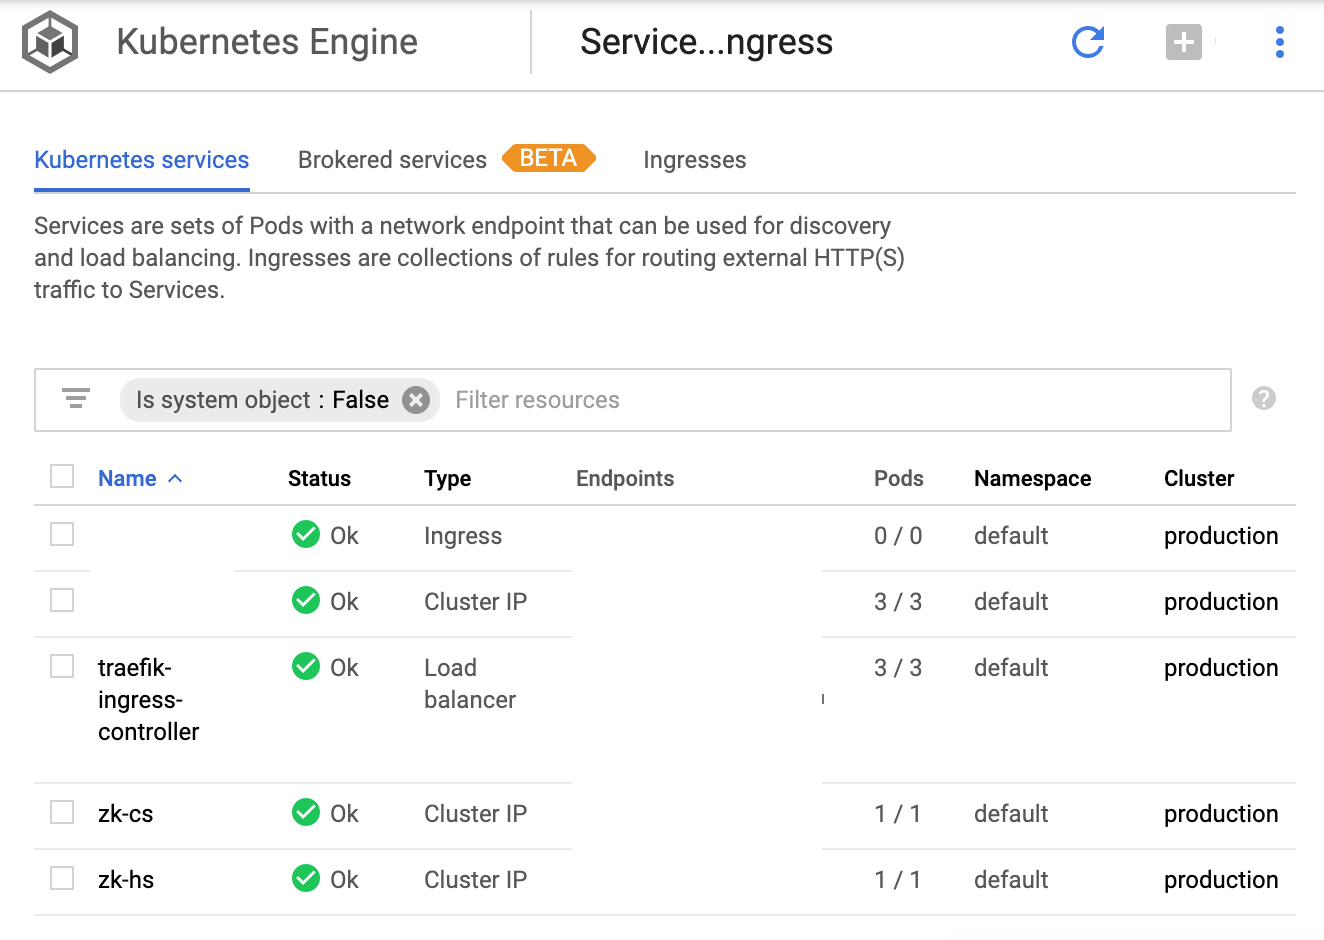 Kubernetes Engine
Service...ngress
Kubernetes services
Brokered services
BETA
Ingresses
Services are sets of Pods with a network endpoint that can be used for discovery
and load balancing. Ingresses are collections of rules for routing external HTTP(S)
traffic to Services.
Is system object : False
Filter resources
Name Status Type Endpoints Pods Namespace Cluster
Ok Ingress 0 / 0 default production
Ok Cluster IP 3 / 3 default production
traefik- Ok Load 3 / 3 default production
ingress- balancer
controller
zk-cs Ok Cluster IP 1 / 1 default production
zk-hs Ok Cluster IP 1 / 1 default production